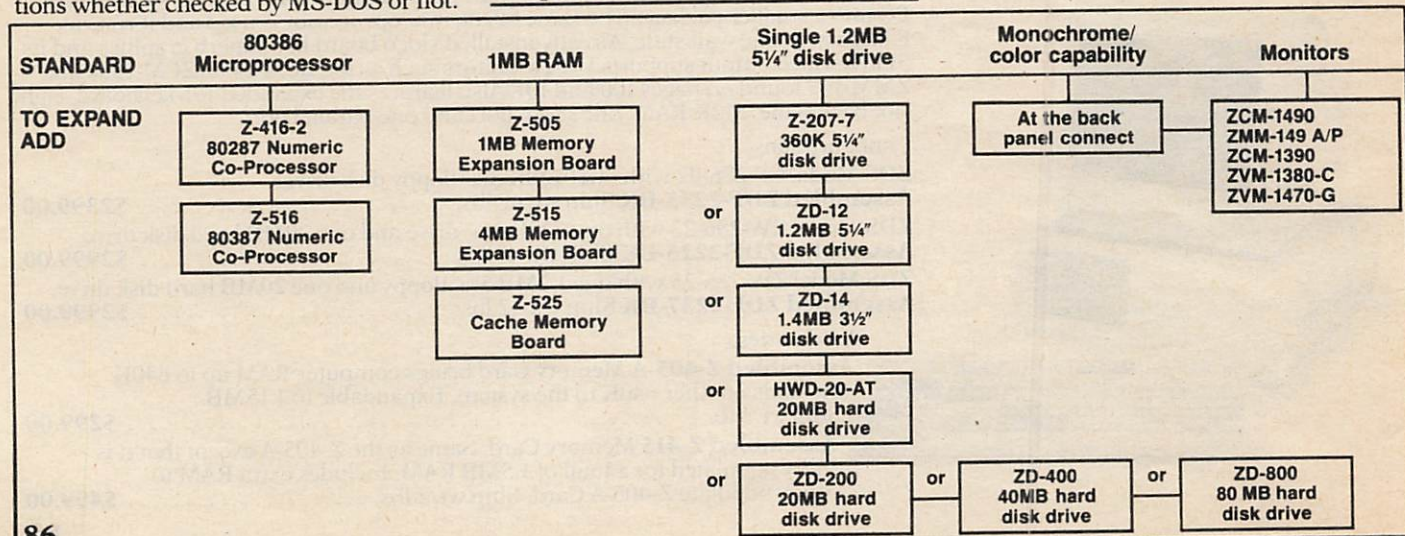 tions whether checked by MS-DOS or not.
STANDARD
80386
Microprocessor
1MB RAM
Single 1.2MB
5¼" disk drive
Monochrome/
color capability
Monitors
TO EXPAND
ADD
Z-416-2
80287 Numeric
Co-Processor
Z-516
80387 Numeric
Co-Processor
Z-505
1MB Memory
Expansion Board
Z-515
4MB Memory
Expansion Board
Z-525
Cache Memory
Board
Z-207-7
360K 5¼"
disk drive
or
ZD-12
1.2MB 5¼"
disk drive
or
ZD-14
1.4MB 3½"
disk drive
or
HWD-20-AT
20MB hard
disk drive
or
ZD-200
20MB hard
disk drive
or
ZD-400
40MB hard
disk drive
or
ZD-800
80 MB hard
disk drive
At the back
panel connect
ZCM-1490
ZMM-149 A/P
ZCM-1390
ZVM-1380-C
ZVM-1470-G
86